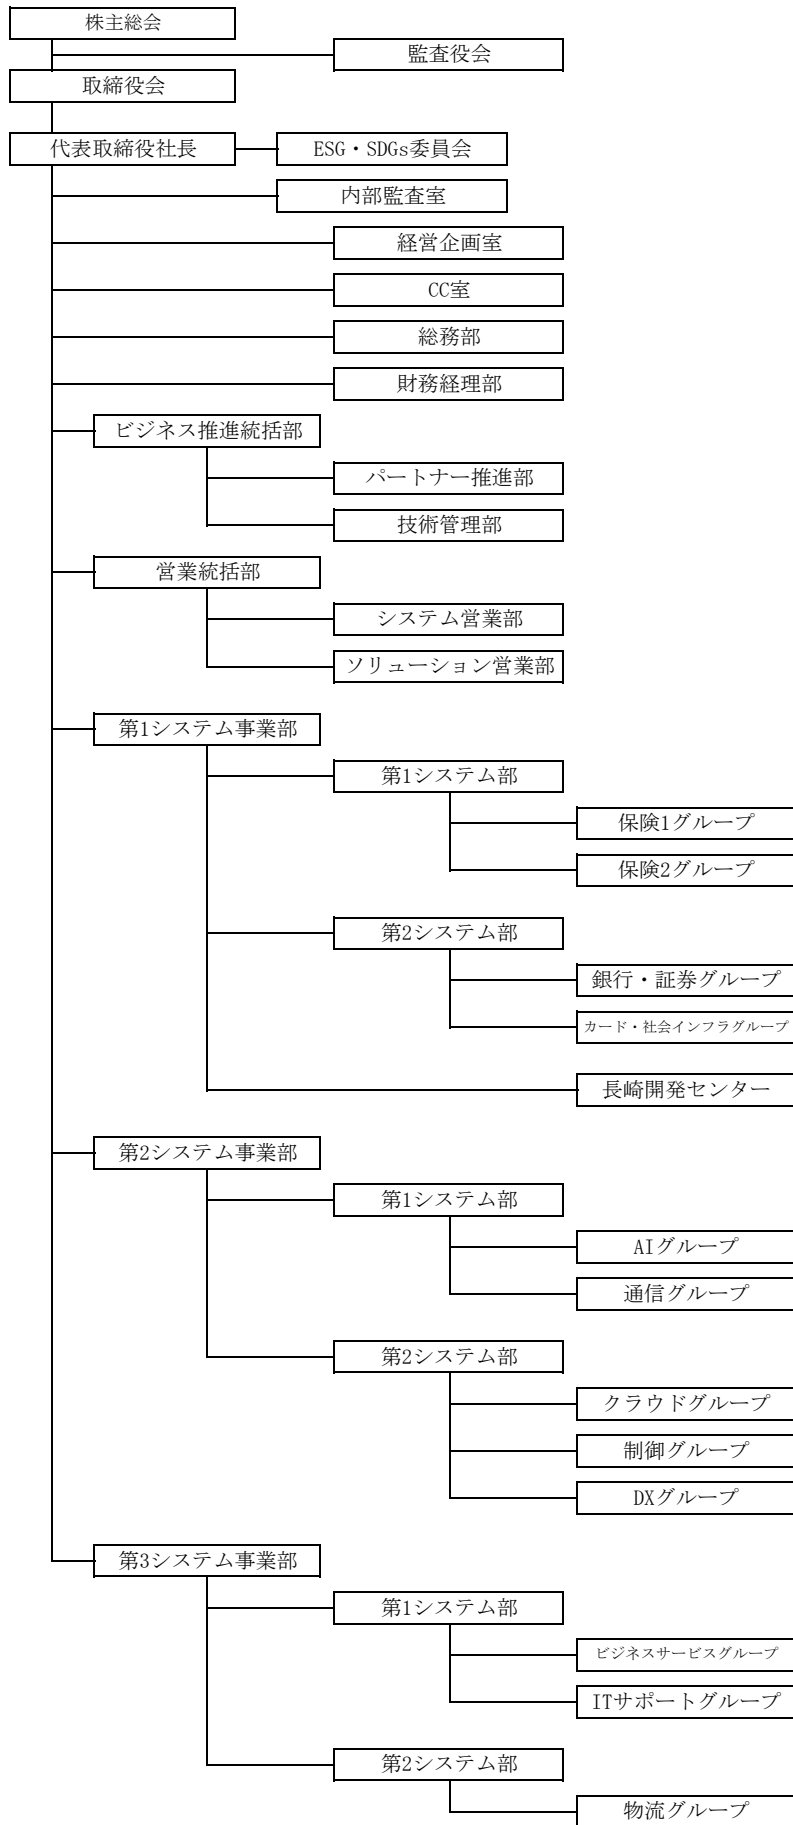 株主総会
監査役会
取締役会
代表取締役社長
ESG・SDGs委員会
内部監査室
経営企画室
CC室
総務部
財務経理部
ビジネス推進統括部
パートナー推進部
技術管理部
営業統括部
システム営業部
ソリューション営業部
第1システム事業部
第1システム部
保険1グループ
保険2グループ
第2システム部
銀行・証券グループ
カード・社会インフラグループ
長崎開発センター
第2システム事業部
第1システム部
AIグループ
通信グループ
第2システム部
クラウドグループ
制御グループ
DXグループ
第3システム事業部
第1システム部
ビジネスサービスグループ
ITサポートグループ
第2システム部
物流グループ